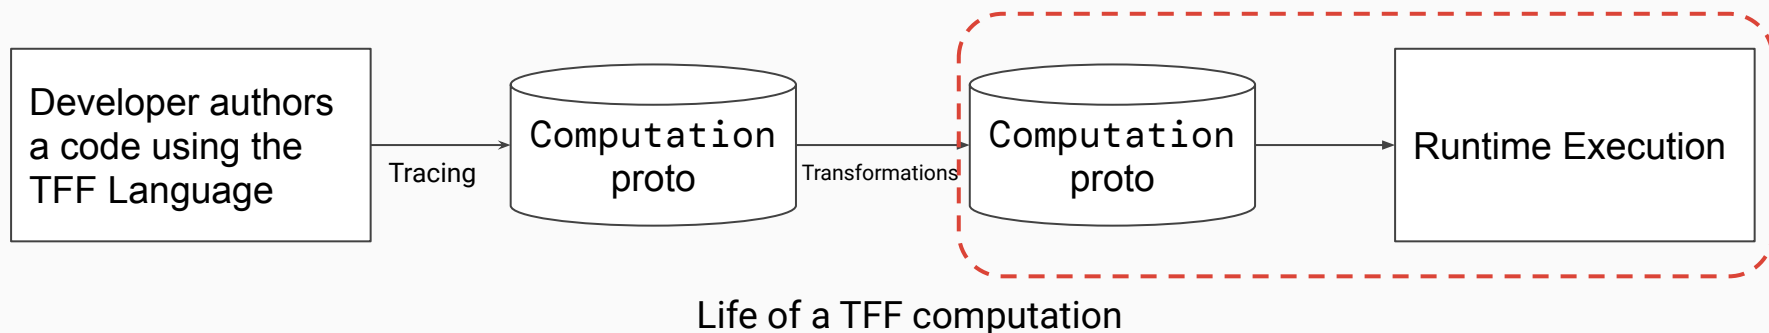 Developer authors
a code using the
TFF Language
Tracing
Computation
proto
Transformations
Computation
proto
Runtime Execution
Life of a TFF computation